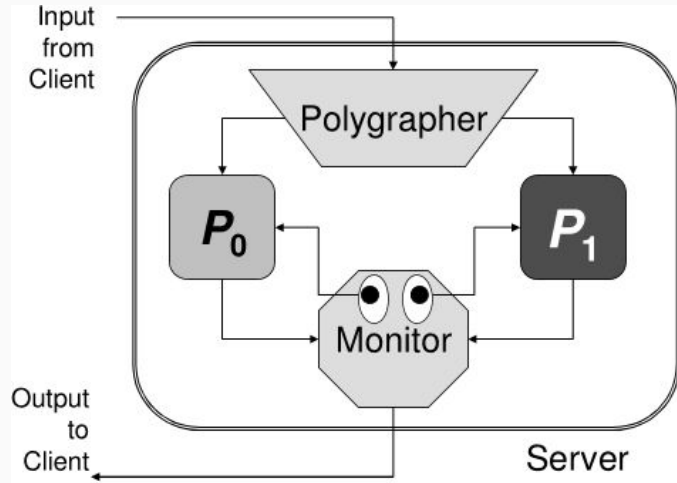 Input
from
Client
Polygrapher
P0
P1
Monitor
Output
to
Client
Server